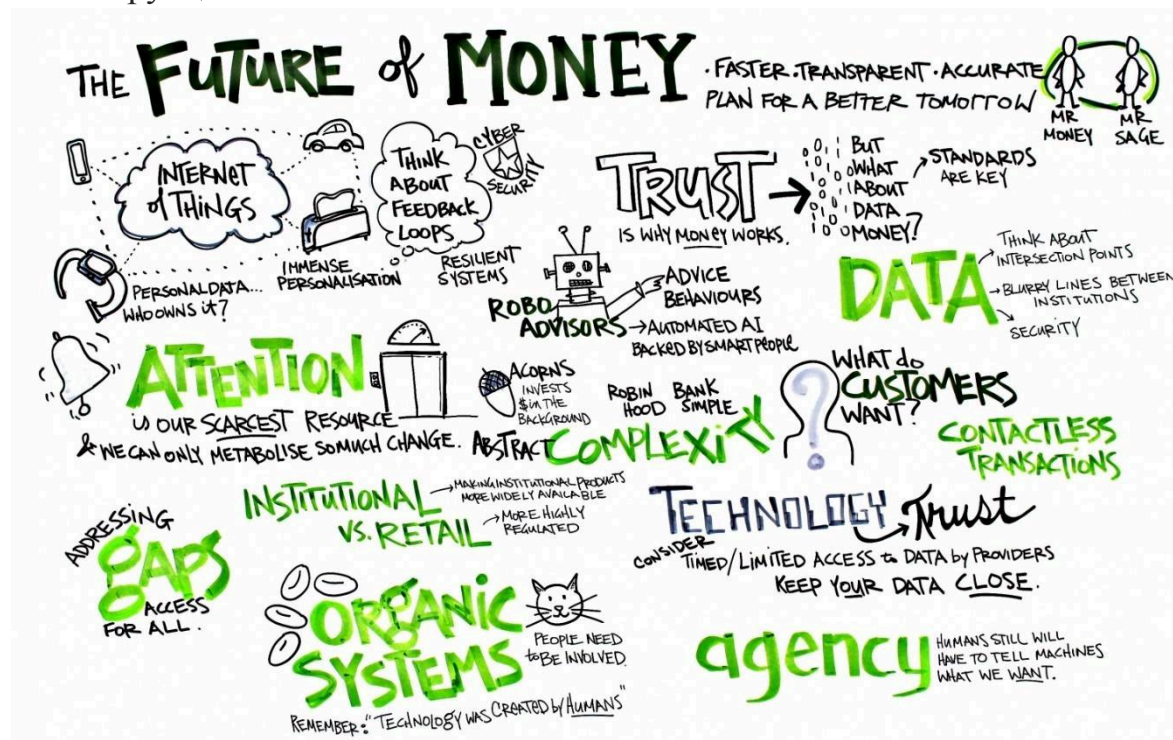 THE FUTURE of MONEY
· FASTER · TRANSPARENT · ACCURATE
PLAN FOR A BETTER TOMORROW
MR MONEY
MR SAGE
INTERNET
of THINGS
THINK
ABOUT
FEEDBACK
LOOPS
CYBER
SECURITY
IMMENSE
PERSONALISATION
RESILIENT
SYSTEMS
PERSONAL DATA...
WHO OWNS it?
TRUST
IS WHY MONEY WORKS.
BUT
WHAT
ABOUT
DATA
MONEY?
STANDARDS
ARE KEY
ROBO
ADVISORS
ADVICE
BEHAVIOURS
AUTOMATED AI
BACKED BY SMART PEOPLE
DATA
THINK ABOUT
INTERSECTION POINTS
BLURRY LINES BETWEEN
INSTITUTIONS
SECURITY
ATTENTION
is OUR SCARCEST RESOURCE
& WE CAN ONLY METABOLISE SO MUCH CHANGE.
ACORNS
INVESTS
$ in THE
BACKGROUND
ROBIN
HOOD
BANK
SIMPLE
ABSTRACT COMPLEXITY
WHAT do
CUSTOMERS
WANT?
?
CONTACTLESS
TRANSACTIONS
INSTITUTIONAL
VS. RETAIL
MAKING INSTITUTIONAL PRODUCTS
MORE WIDELY AVAILABLE
MORE HIGHLY
REGULATED
TECHNOLOGY Trust
CONSIDER
TIMED/LIMITED ACCESS to DATA by PROVIDERS
KEEP YOUR DATA CLOSE.
ADDRESSING
gaps
ACCESS
FOR ALL.
ORGANIC
SYSTEMS
PEOPLE NEED
to BE INVOLVED.
REMEMBER: "TECHNOLOGY WAS CREATED by HUMANS"
agency
HUMANS STILL WILL
HAVE TO TELL MACHINES
WHAT WE WANT.